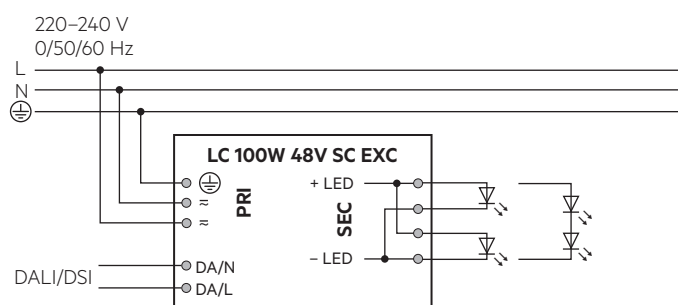 220–240 V
0/50/60 Hz
L
N
LC 100W 48V SC EXC
PRI
≂
≂
DA/N
DA/L
DALI/DSI
SEC
+ LED
– LED